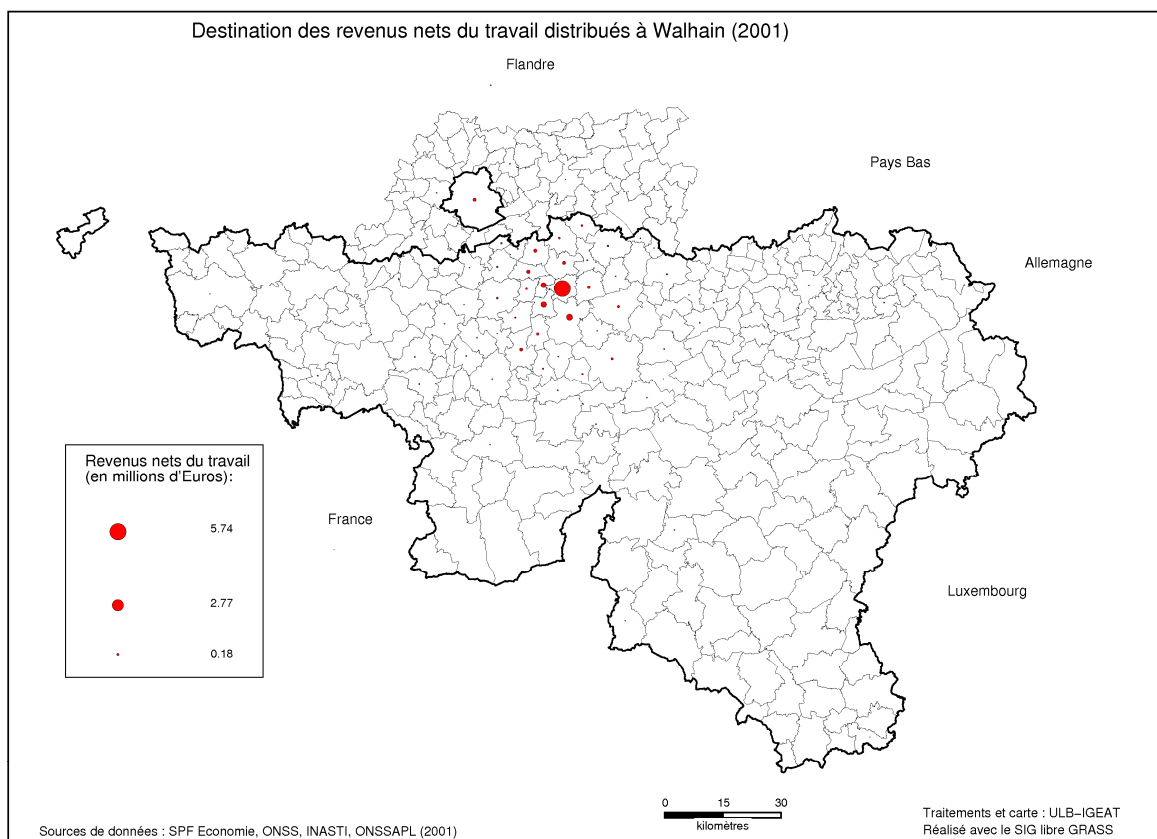 Destination des revenus nets du travail distribués à Walhain (2001)
Flandre
Pays Bas
Allemagne
Revenus nets du travail
(en millions d'Euros):
5.74
2.77
0.18
France
Luxembourg
0 15 30
kilomètres
Sources de données : SPF Economie, ONSS, INASTI, ONSSAPL (2001)
Traitements et carte : ULB-IGEAT
Réalisé avec le SIG libre GRASS